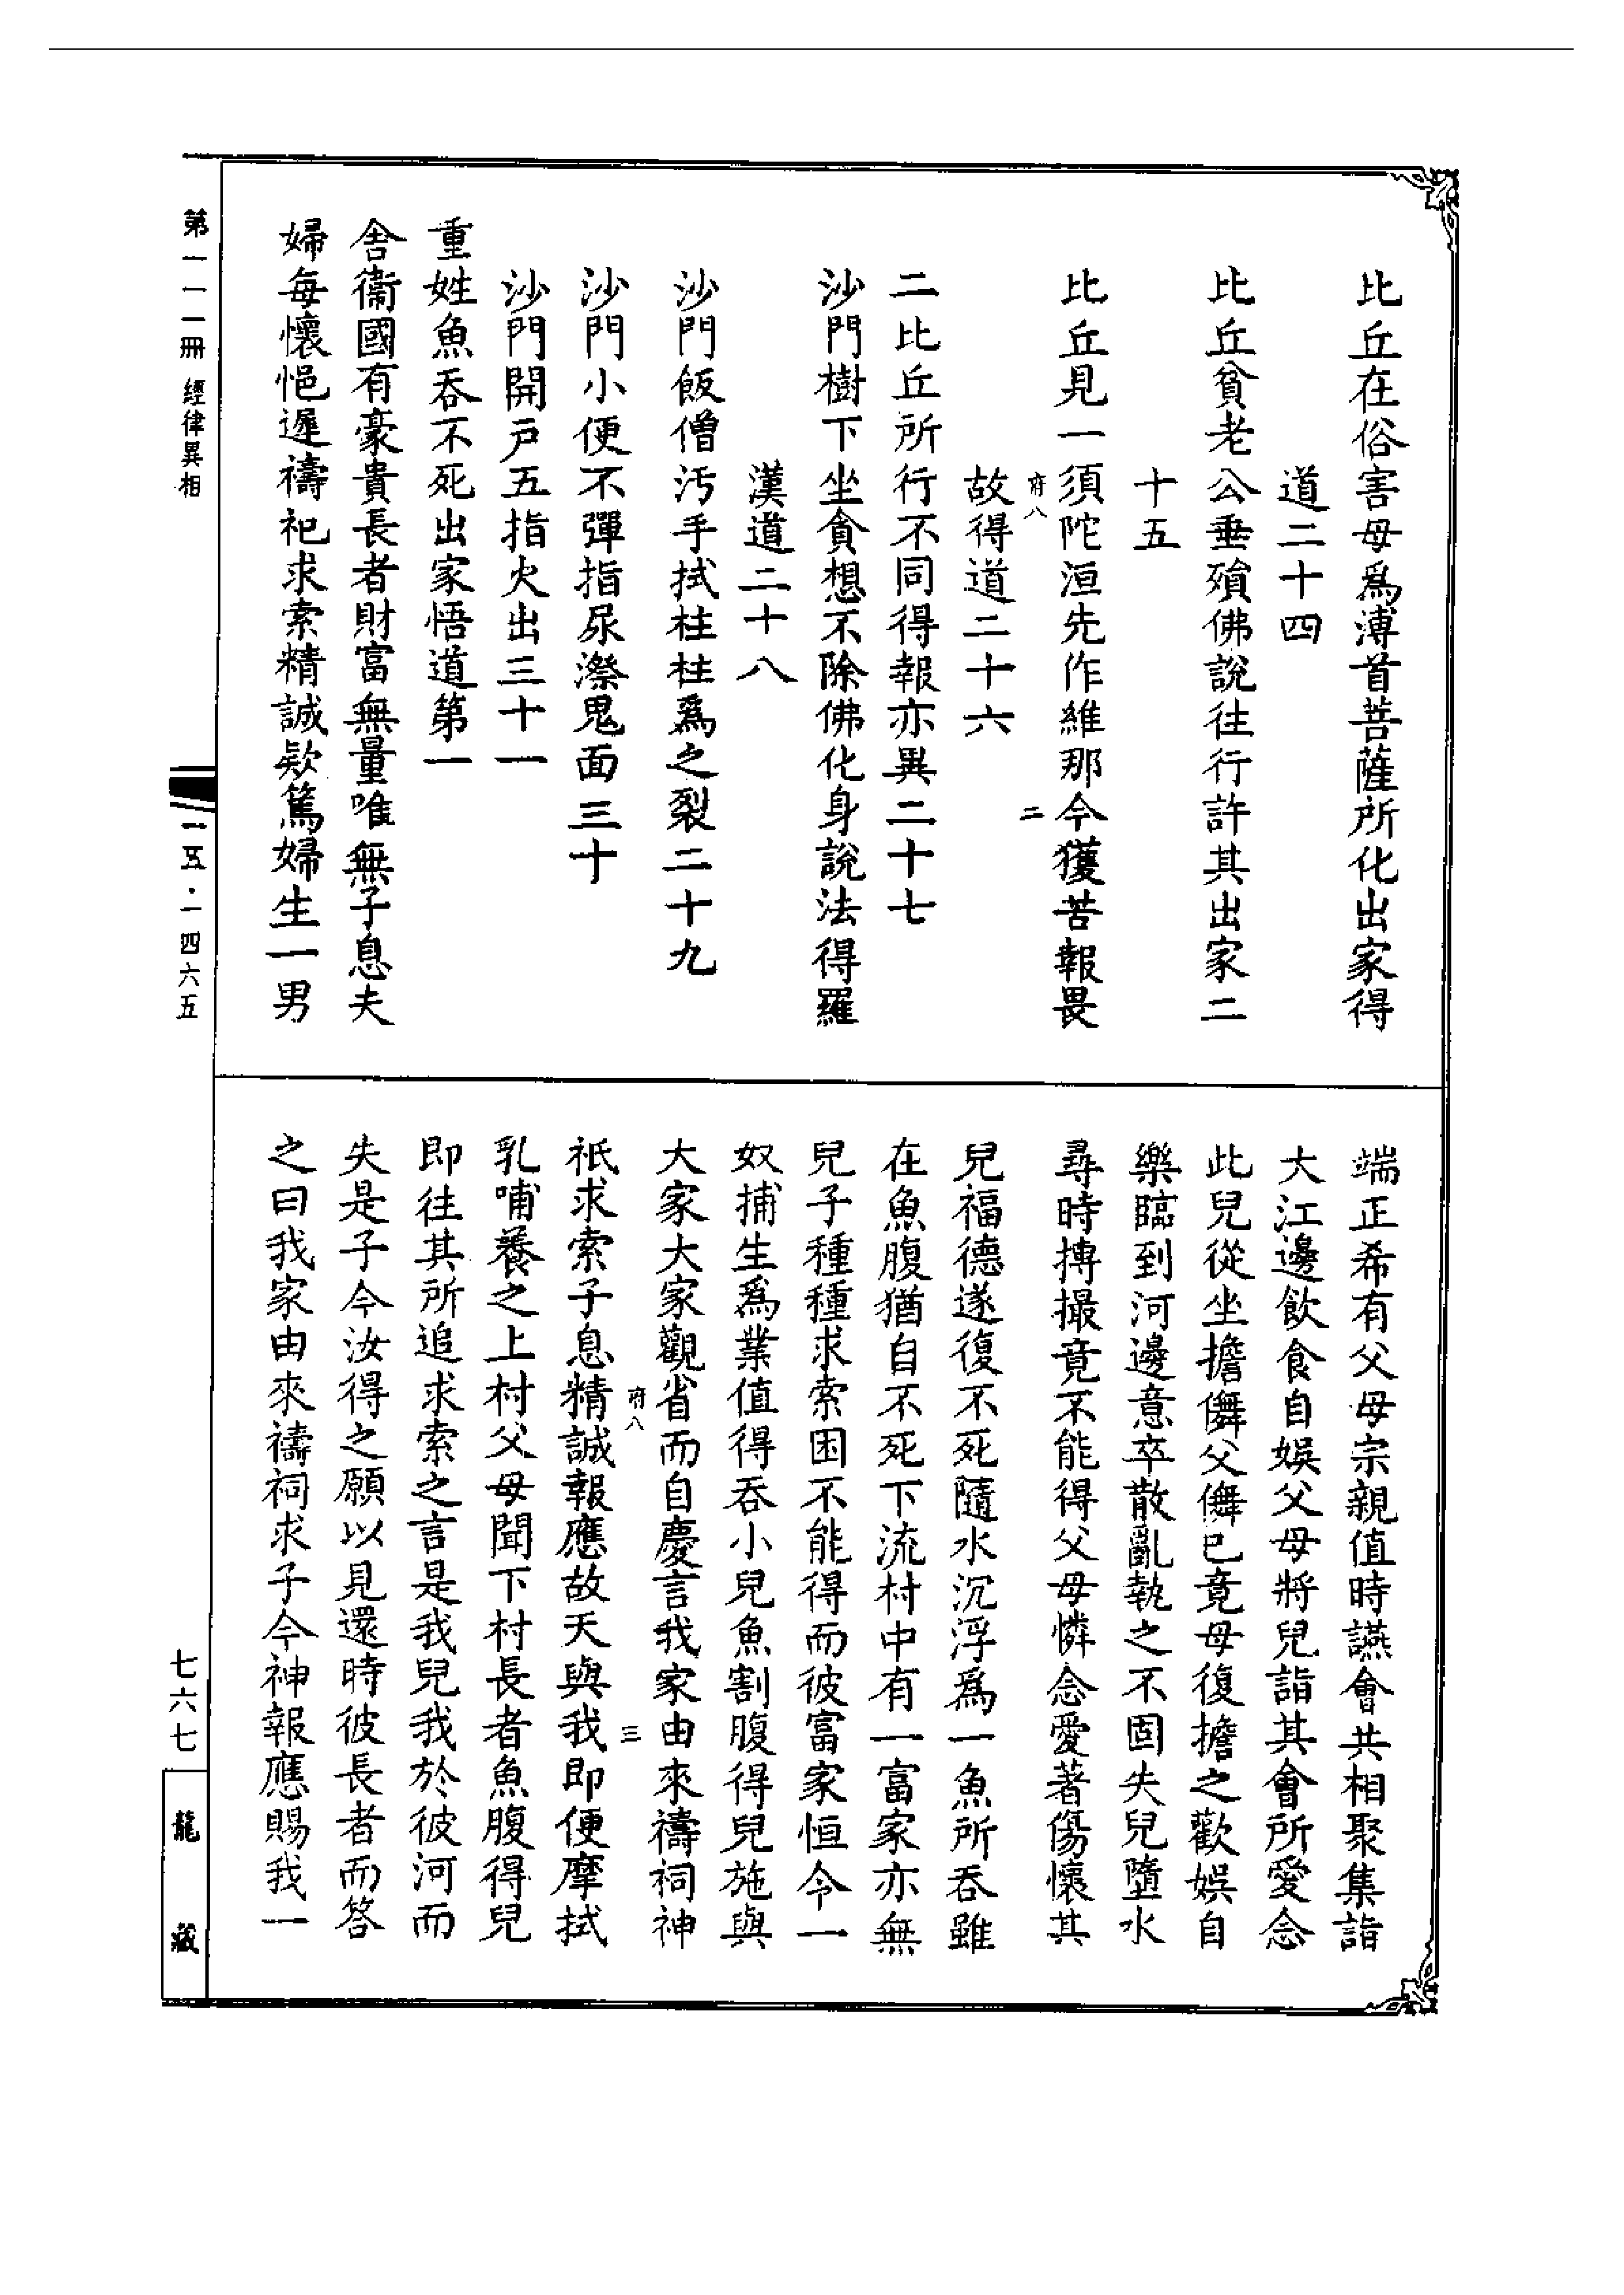 比丘在俗害母爲溥首菩薩所化出家得
道二十四
比丘貧老公垂殞佛說往行許其出家二
十五
比丘見一須陀洹先作維那今獲苦報畏
府八 二
故得道二十六
二比丘所行不同得報亦異二十七
沙門樹下坐貪想不除佛化身說法得羅
漢道二十八
沙門飯僧汚手拭柱柱爲之裂二十九
沙門小便不彈指尿濺鬼面三十
沙門開戸五指火出三十一
重姓魚吞不死出家悟道第一
舍衞國有豪貴長者財富無量唯無子息夫
婦每懷悒遲禱祀求索精誠欵篤婦生一男
端正希有父母宗親值時讌會共相聚集詣
大江邊飲食自娛父母將兒詣其會所愛念
此兒從坐擔儛父儛已竟母復擔之歡娛自
樂臨到河邊意卒散亂執之不固失兒墮水
尋時摶撮竟不能得父母憐念愛著傷懷其
兒福德遂復不死隨水沉浮爲一魚所吞雖
在魚腹猶自不死下流村中有一富家亦無
兒子種種求索困不能得而彼富家恒令一
奴捕生爲業值得吞小兒魚割腹得兒施與
大家大家觀省而自慶言我家由來禱祠神
府八 三
祇求索子息精誠報應故天與我即便摩拭
乳哺養之上村父母聞下村長者魚腹得兒
即往其所追求索之言是我兒我於彼河而
失是子今汝得之願以見還時彼長者而答
之曰我家由來禱祠求子今神報應賜我一
第一一一冊 經律異相
一五・一四六五
七六七
龍藏